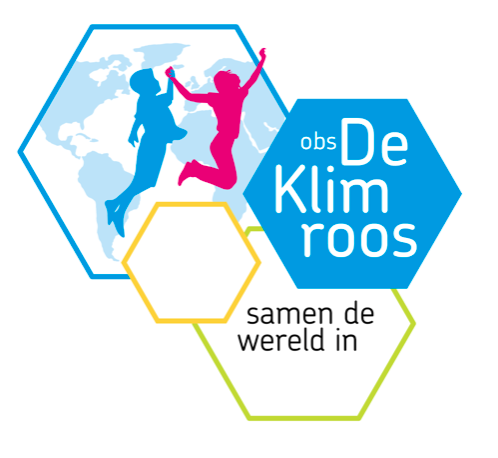 obs De
Klim
roos
samen de
wereld in